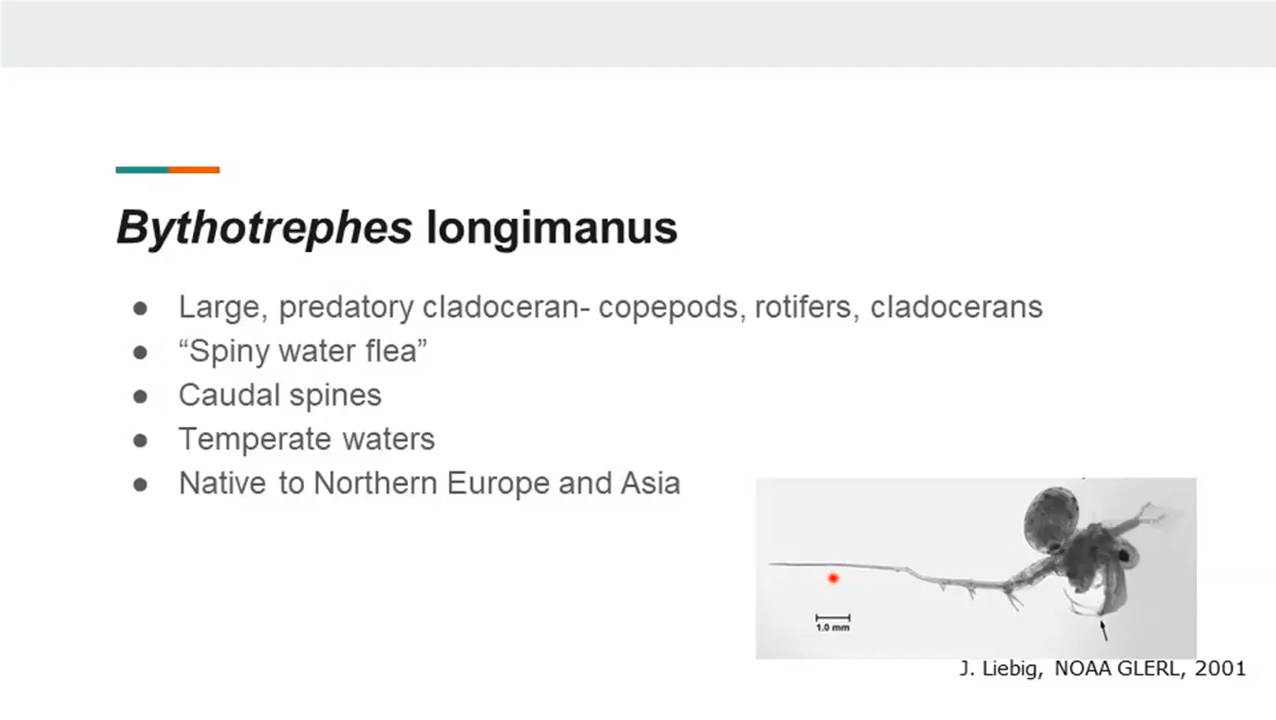 Bythotrephes longimanus
● Large, predatory cladoceran- copepods, rotifers, cladocerans
● “Spiny water flea”
● Caudal spines
● Temperate waters
● Native to Northern Europe and Asia
1.0 mm
J. Liebig, NOAA GLERL, 2001